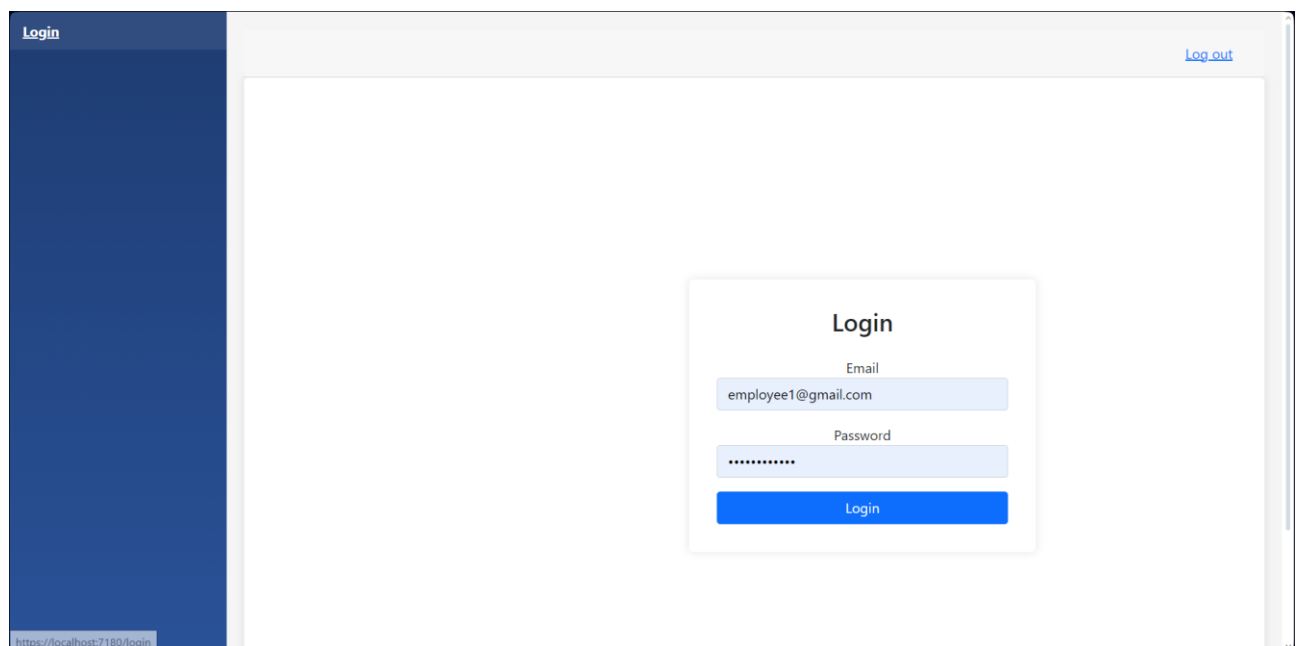 Login
Log out
Login
Email
employee1@gmail.com
Password
••••••••••••
Login
https://localhost:7180/login